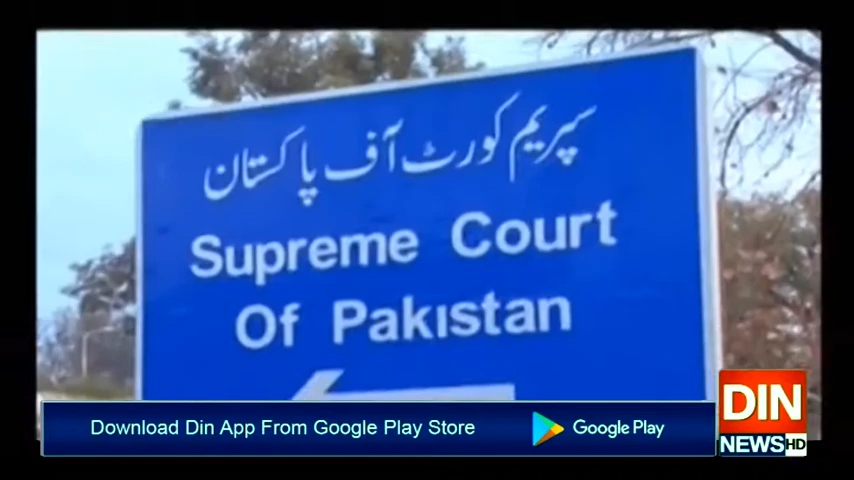 سپریم کورٹ آف پاکستان
Supreme Court
Of Pakistan
Download Din App From Google Play Store
Google Play
DIN
NEWS HD